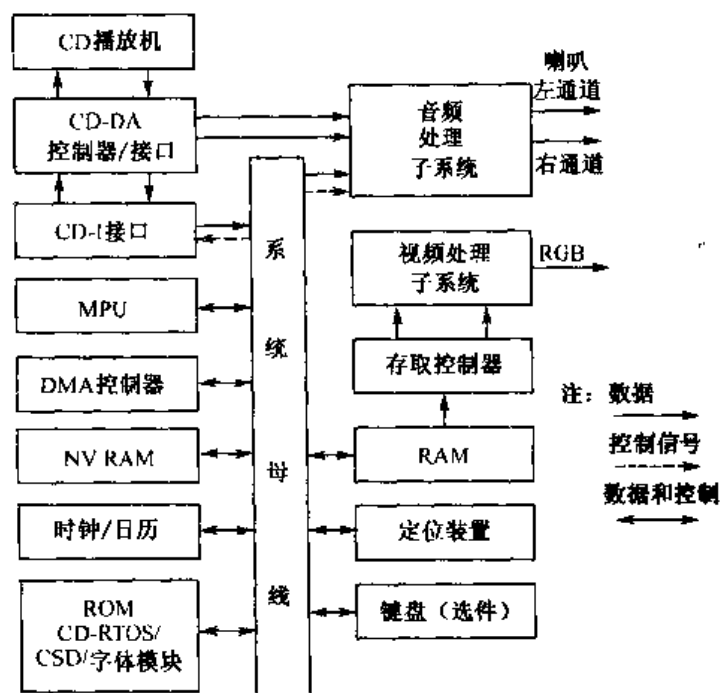 CD播放机
CD-DA
控制器/接口
CD-I接口
MPU
DMA控制器
NV RAM
时钟/日历
ROM
CD-RTOS/
CSD/字体模块
系
统
母
线
音频
处理
子系统
喇叭
左通道
右通道
视频处理
子系统
RGB
存取控制器
RAM
定位装置
键盘（选件）
注：数据
控制信号
数据和控制